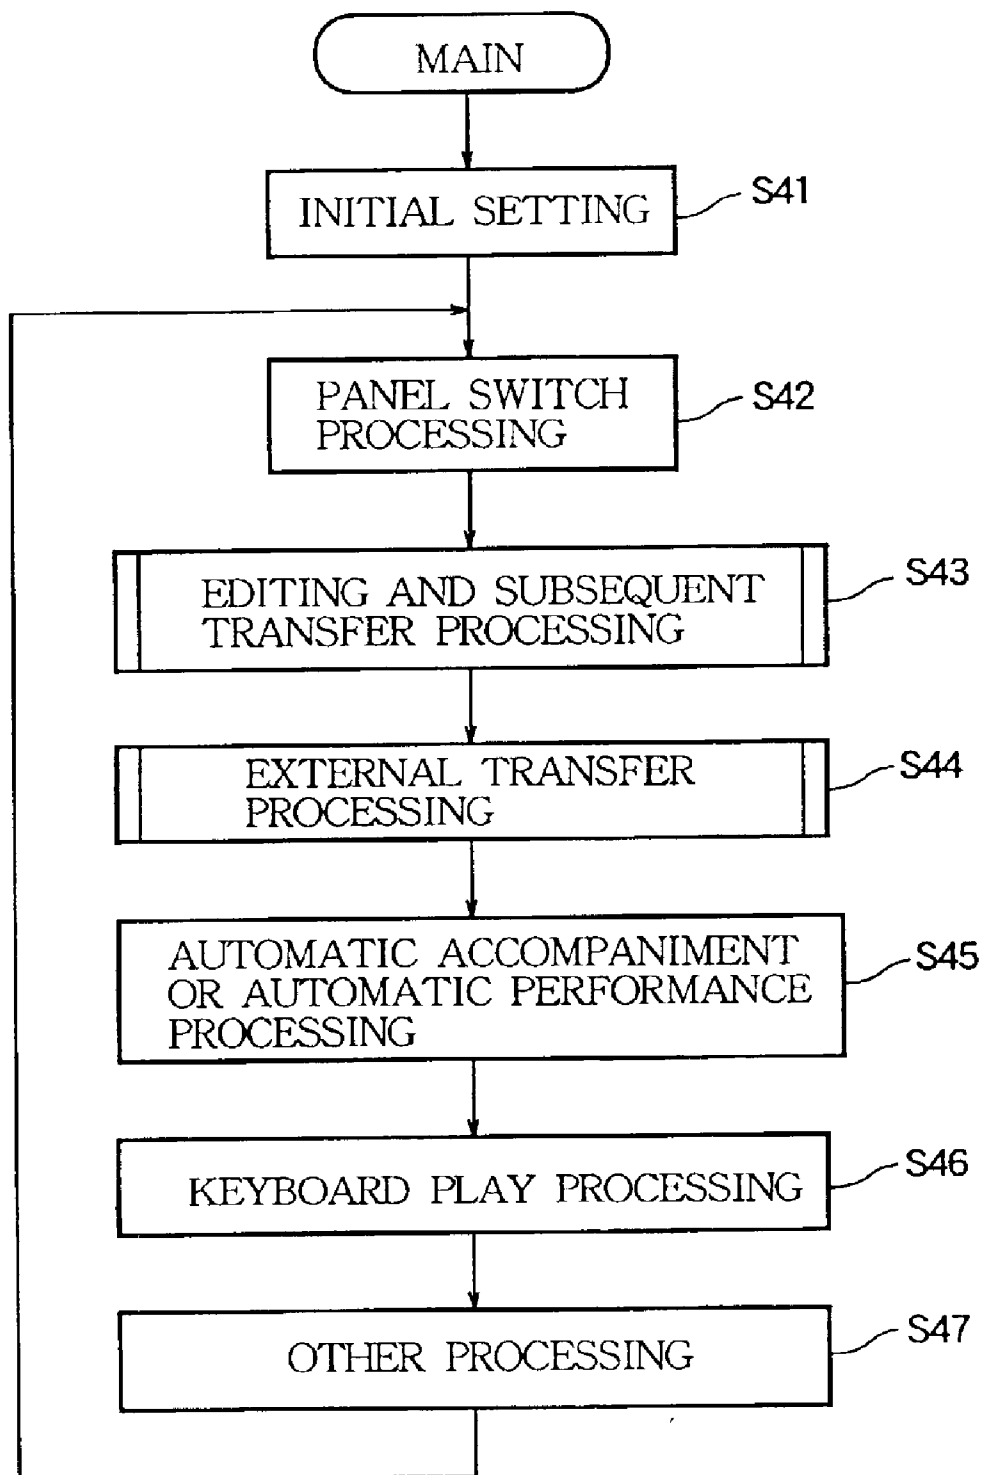 MAIN
INITIAL SETTING
S41
PANEL SWITCH
PROCESSING
S42
EDITING AND SUBSEQUENT
TRANSFER PROCESSING
S43
EXTERNAL TRANSFER
PROCESSING
S44
AUTOMATIC ACCOMPANIMENT
OR AUTOMATIC PERFORMANCE
PROCESSING
S45
KEYBOARD PLAY PROCESSING
S46
OTHER PROCESSING
S47